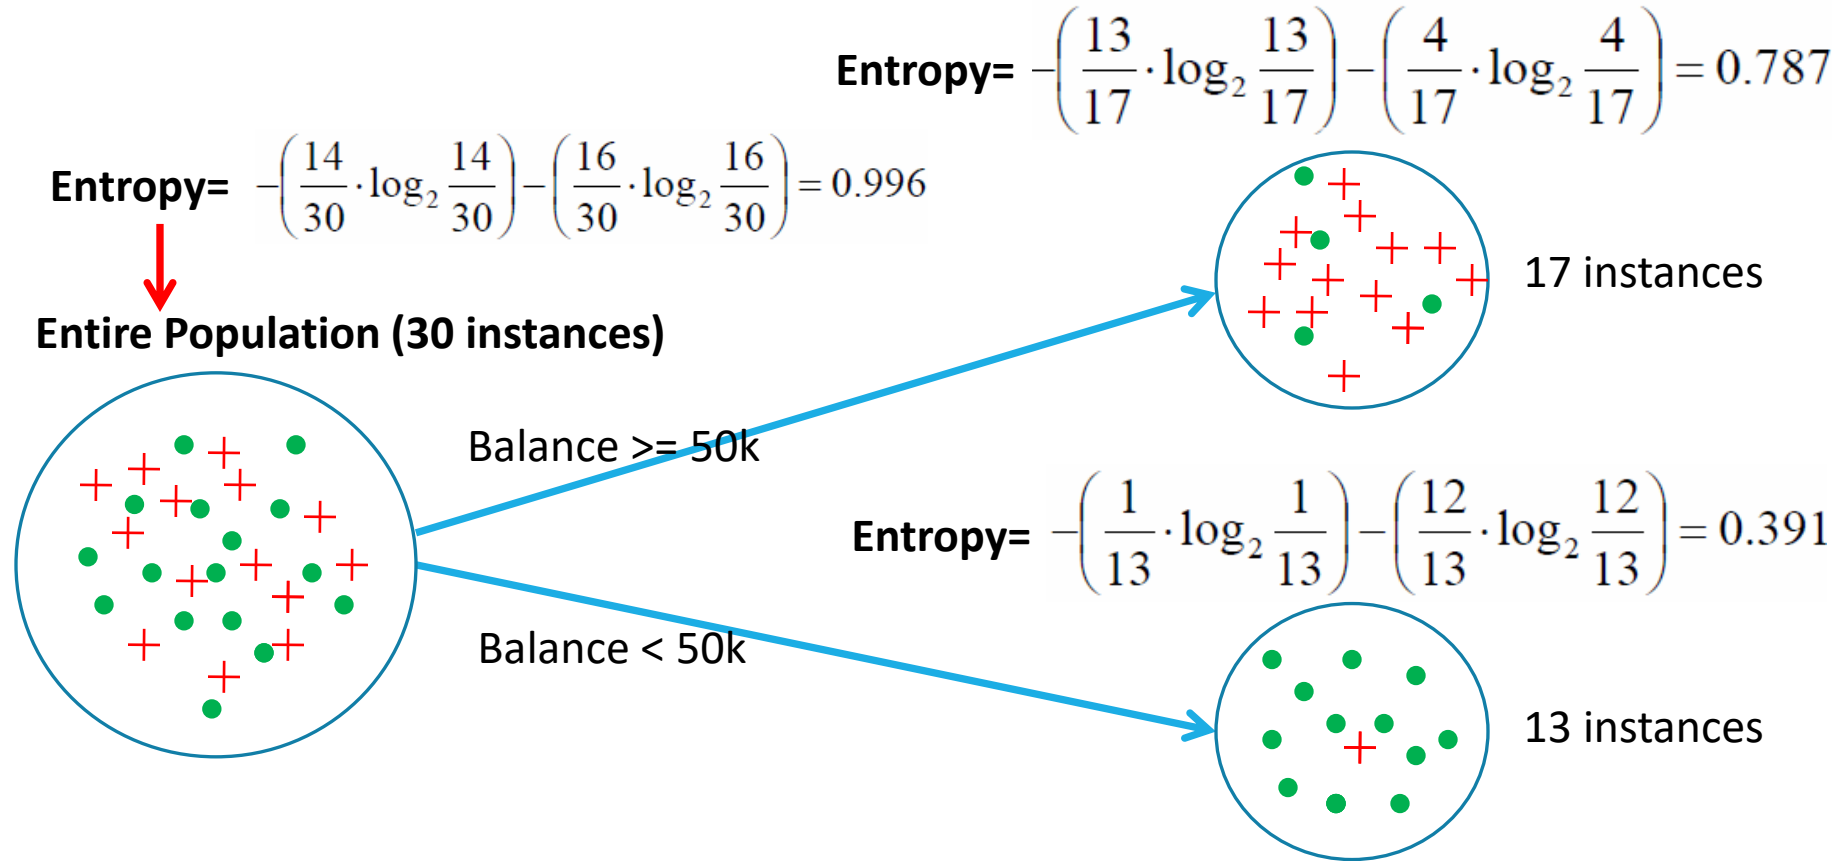 Entropy= −(13/17 · log₂ 13/17) − (4/17 · log₂ 4/17) = 0.787
Entropy= −(14/30 · log₂ 14/30) − (16/30 · log₂ 16/30) = 0.996
17 instances
Entire Population (30 instances)
Balance >= 50k
Entropy= −(1/13 · log₂ 1/13) − (12/13 · log₂ 12/13) = 0.391
Balance < 50k
13 instances